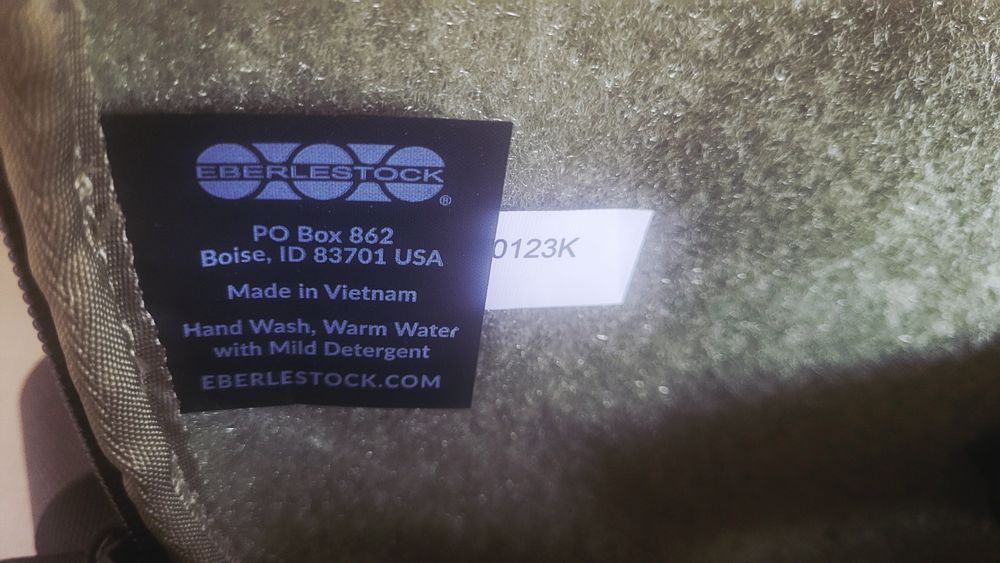 EBERLESTOCK
®
PO Box 862
Boise, ID 83701 USA
Made in Vietnam
Hand Wash, Warm Water
with Mild Detergent
EBERLESTOCK.COM
0123K